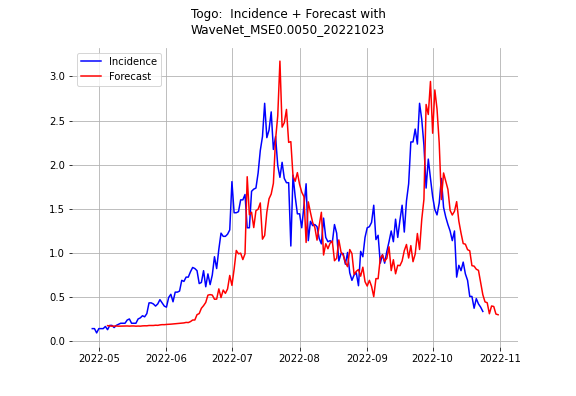 Togo:  Incidence + Forecast with
WaveNet_MSE0.0050_20221023
Incidence
Forecast
3.0
2.5
2.0
1.5
1.0
0.5
0.0
2022-05 2022-06 2022-07 2022-08 2022-09 2022-10 2022-11